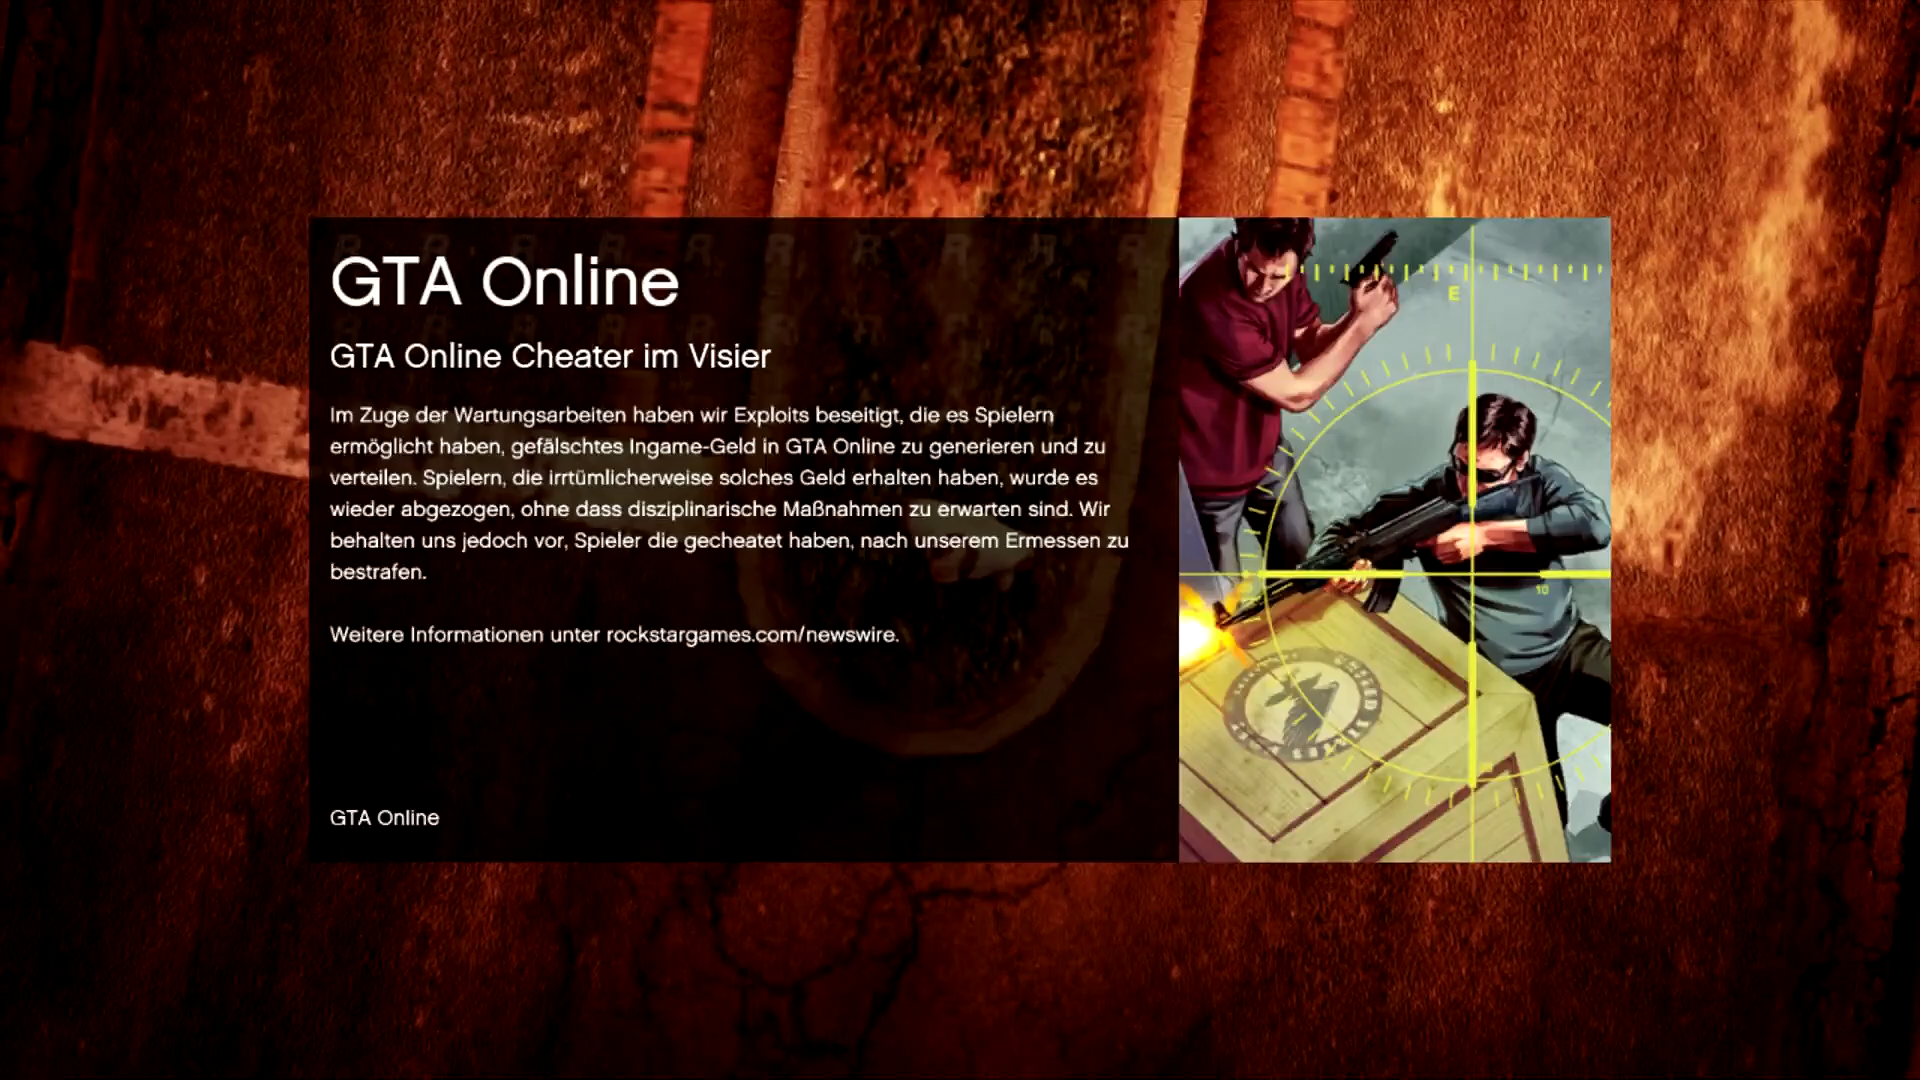 GTA Online
GTA Online Cheater im Visier
Im Zuge der Wartungsarbeiten haben wir Exploits beseitigt, die es Spielern
ermöglicht haben, gefälschtes Ingame-Geld in GTA Online zu generieren und zu
verteilen. Spielern, die irrtümlicherweise solches Geld erhalten haben, wurde es
wieder abgezogen, ohne dass disziplinarische Maßnahmen zu erwarten sind. Wir
behalten uns jedoch vor, Spieler die gecheatet haben, nach unserem Ermessen zu
bestrafen.
Weitere Informationen unter rockstargames.com/newswire.
GTA Online
E
10